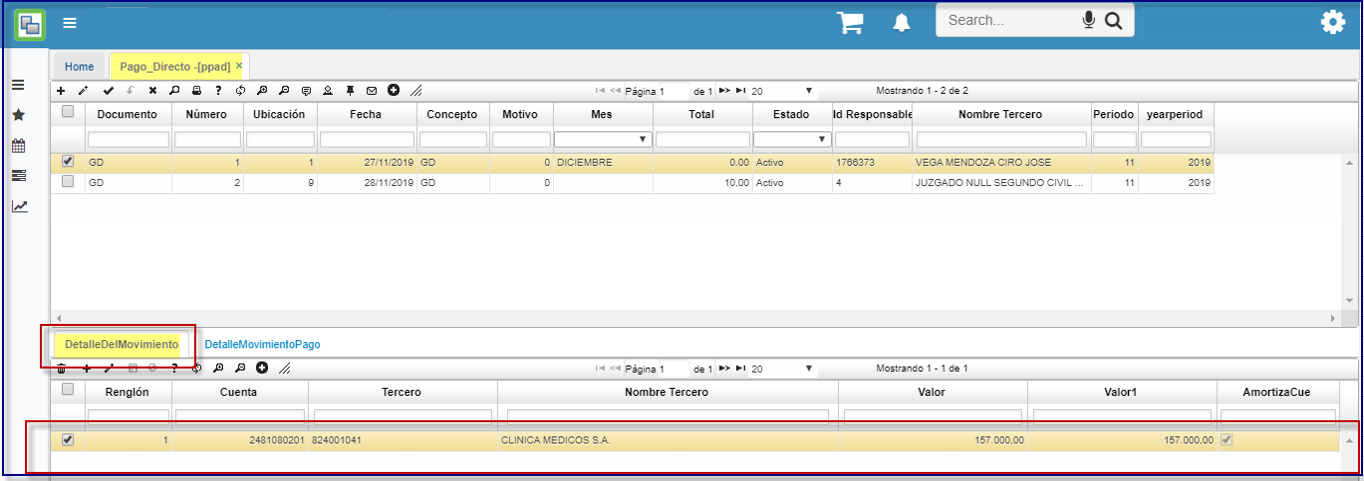 Search...
Home Pago_Directo -[ppad] ×
Página 1 de 1 20 Mostrando 1 - 2 de 2
Documento Número Ubicación Fecha Concepto Motivo Mes Total Estado Id Responsable Nombre Tercero Periodo yearperiod
GD 1 1 27/11/2019 GD 0 DICIEMBRE 0.00 Activo 1766373 VEGA MENDOZA CIRO JOSE 11 2019
GD 2 9 28/11/2019 GD 0 10,00 Activo 4 JUZGADO NULL SEGUNDO CIVIL ... 11 2019
DetalleDelMovimiento DetalleMovimientoPago
Página 1 de 1 20 Mostrando 1 - 1 de 1
Renglón Cuenta Tercero Nombre Tercero Valor Valor1 AmortizaCue
1 2481080201 824001041 CLINICA MEDICOS S.A. 157.000,00 157.000,00